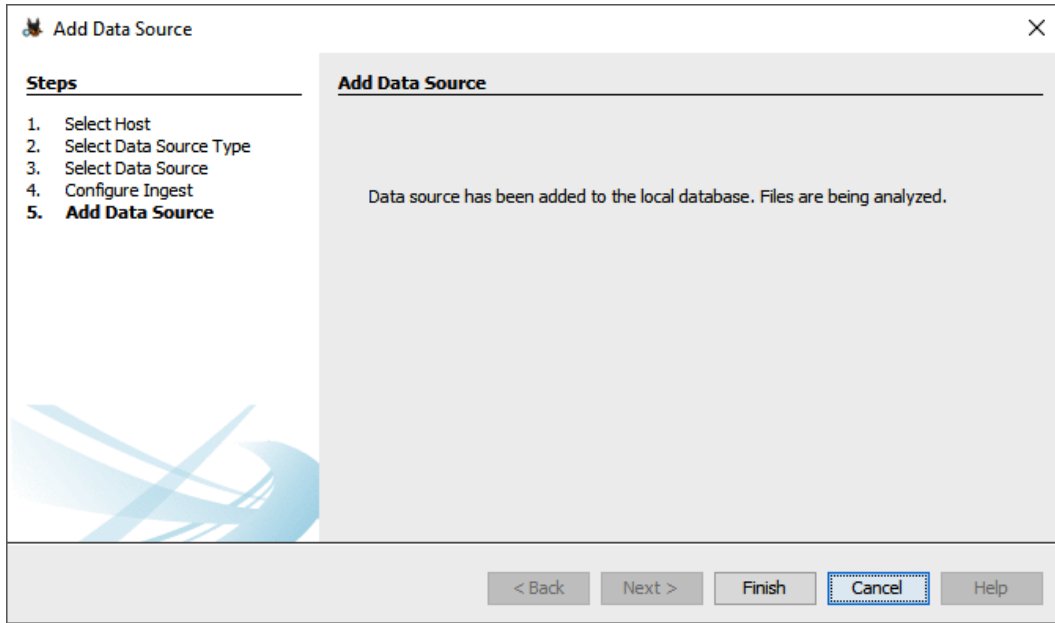 Add Data Source
Steps
1. Select Host
2. Select Data Source Type
3. Select Data Source
4. Configure Ingest
5. Add Data Source
Add Data Source
Data source has been added to the local database. Files are being analyzed.
< Back Next > Finish Cancel Help